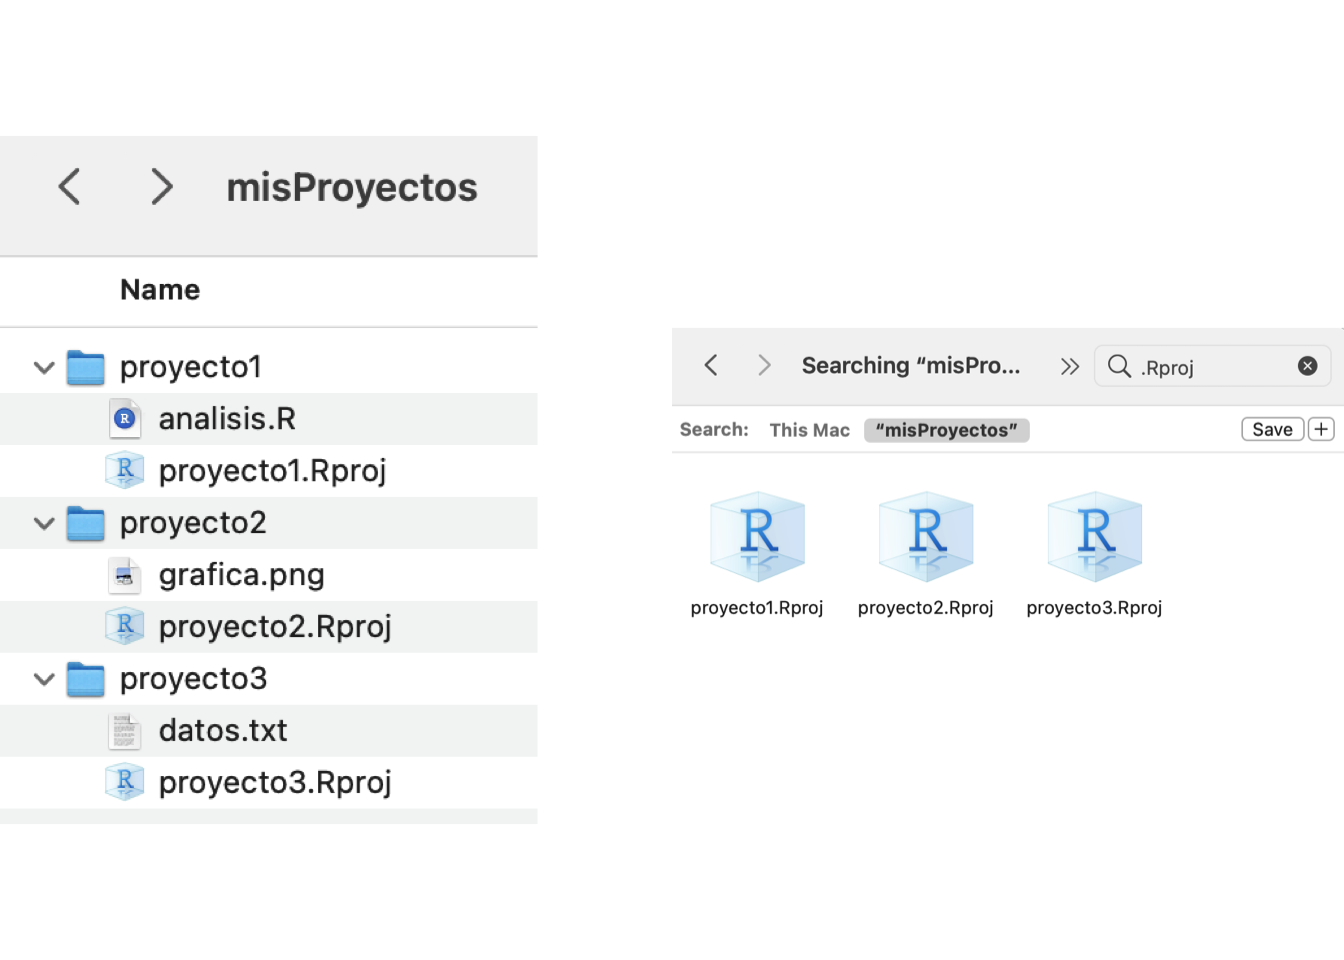 misProyectos
Name
proyecto1
analisis.R
proyecto1.Rproj
proyecto2
grafica.png
proyecto2.Rproj
proyecto3
datos.txt
proyecto3.Rproj
Searching “misPro... .Rproj
Search: This Mac “misProyectos” Save +
proyecto1.Rproj proyecto2.Rproj proyecto3.Rproj